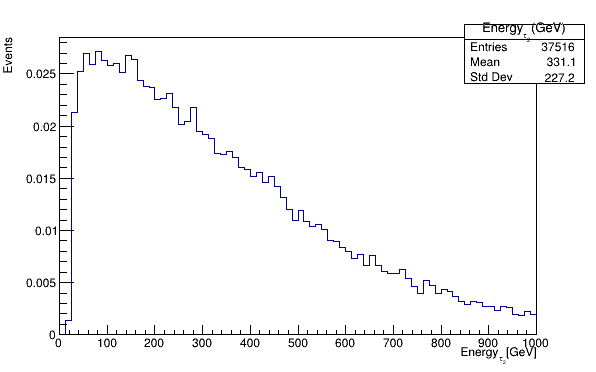 Energy_τ₂ (GeV)
Entries 37516
Mean 331.1
Std Dev 227.2
Events
0.025
0.02
0.015
0.01
0.005
0
0 100 200 300 400 500 600 700 800 900 1000
Energy_τ₂[GeV]